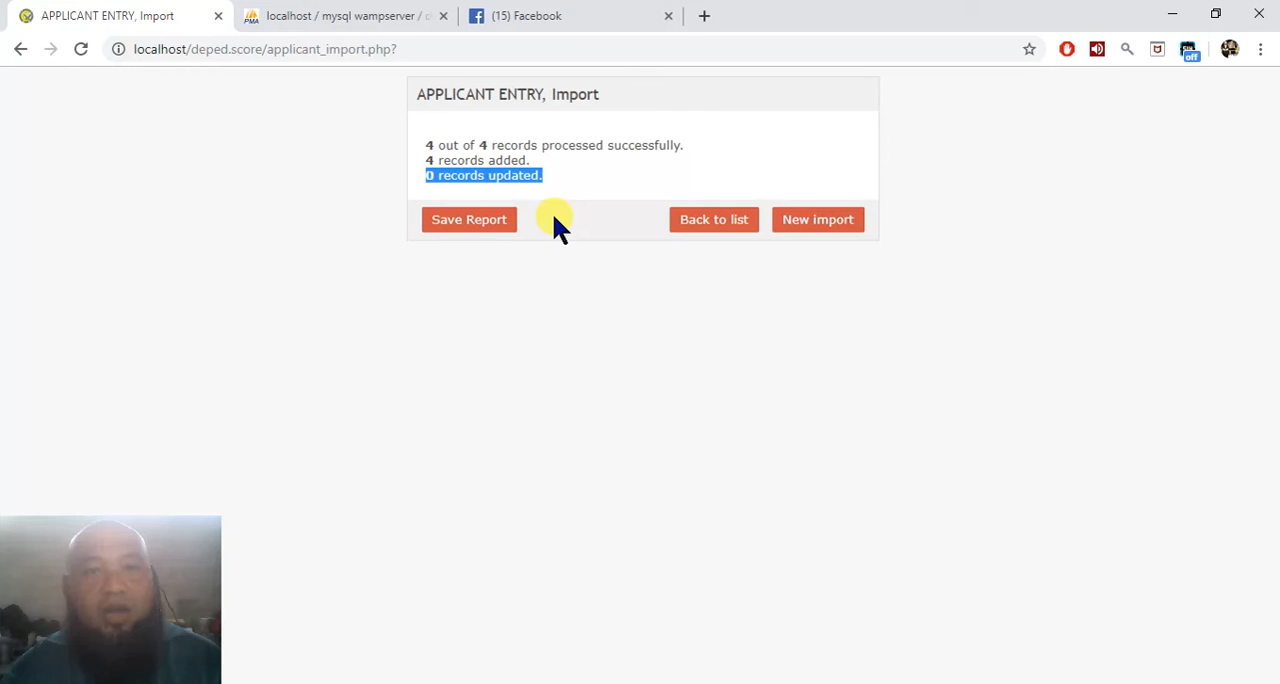 APPLICANT ENTRY, Import
localhost / mysql wampserver /
(15) Facebook
localhost/deped.score/applicant_import.php?
off
APPLICANT ENTRY, Import
4 out of 4 records processed successfully.
4 records added.
0 records updated.
Save Report
Back to list
New import